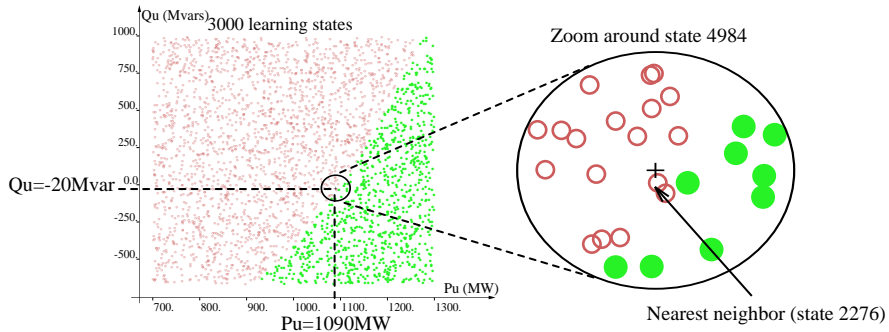 Qu (Mvars)
3000 learning states
Zoom around state 4984
1000.
750.
500.
250.
0.0
Qu=-20Mvar
-250.
-500.
Pu (MW)
700.
800.
900.
1000.
1100.
1200.
1300.
Pu=1090MW
Nearest neighbor (state 2276)